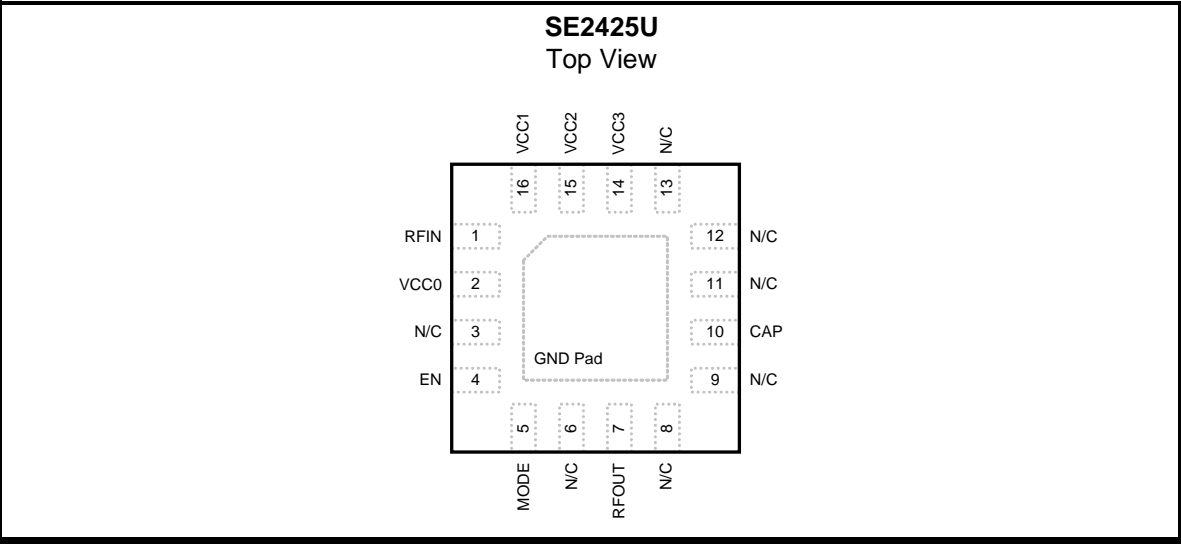 SE2425U
Top View
VCC1
VCC2
VCC3
N/C
16
15
14
13
RFIN 1
12 N/C
VCC0 2
11 N/C
N/C 3
10 CAP
GND Pad
EN 4
9 N/C
5
6
7
8
MODE
N/C
RFOUT
N/C